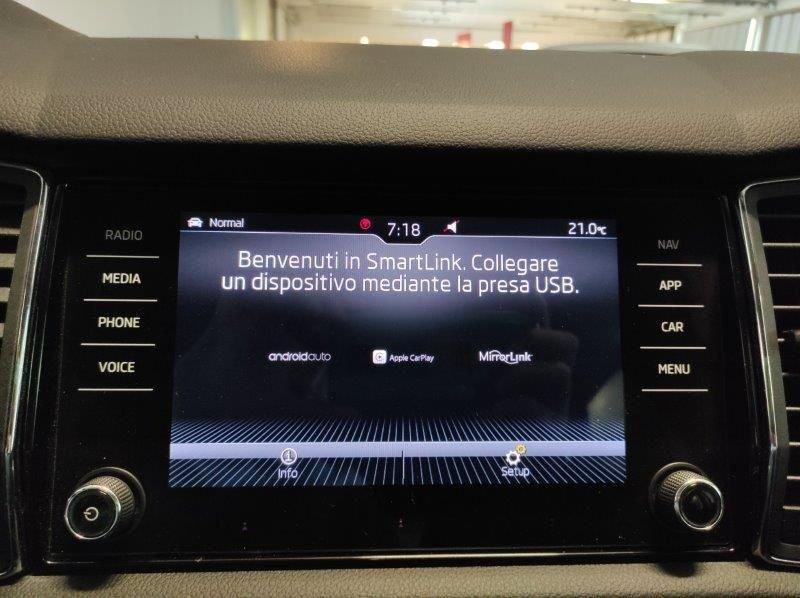 RADIO
MEDIA
PHONE
VOICE
Normal
7:18
21.0°C
Benvenuti in SmartLink. Collegare
un dispositivo mediante la presa USB.
androidauto
Apple CarPlay
MirrorLink
Info
Setup
NAV
APP
CAR
MENU